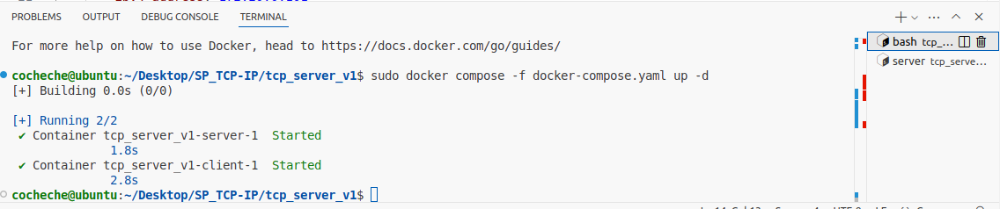 PROBLEMS OUTPUT DEBUG CONSOLE TERMINAL
For more help on how to use Docker, head to https://docs.docker.com/go/guides/
bash tcp_...
server tcp_serve...
cocheche@ubuntu:~/Desktop/SP_TCP-IP/tcp_server_v1$ sudo docker compose -f docker-compose.yaml up -d
[+] Building 0.0s (0/0)
[+] Running 2/2
✔ Container tcp_server_v1-server-1 Started
1.8s
✔ Container tcp_server_v1-client-1 Started
2.8s
cocheche@ubuntu:~/Desktop/SP_TCP-IP/tcp_server_v1$